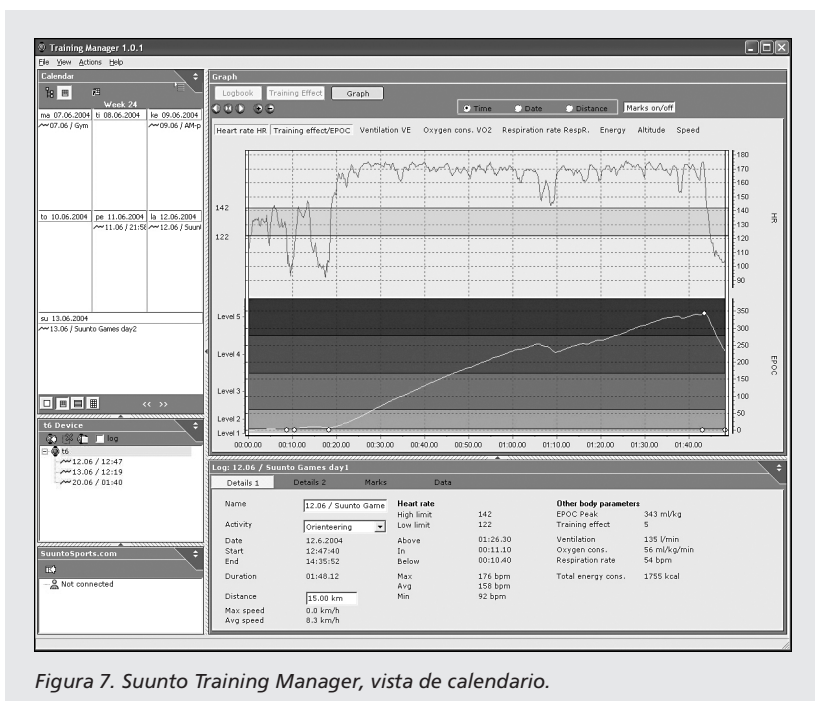 Training Manager 1.0.1
File View Actions Help
Calendar
Week 24
ma 07.06.2004 ti 08.06.2004 ke 09.06.2004
07.06 / Gym 09.06 / AM-p
to 10.06.2004 pe 11.06.2004 la 12.06.2004
11.06 / 21:58 12.06 / Suun
su 13.06.2004
13.06 / Suunto Games day2
<< >>
t6 Device
log
t6
12.06 / 12:47
13.06 / 12:19
20.06 / 01:40
SuuntoSports.com
Not connected
Graph
Logbook Training Effect Graph
Time Date Distance Marks on/off
Heart rate HR Training effect/EPOC Ventilation VE Oxygen cons. VO2 Respiration rate RespR. Energy Altitude Speed
142
122
180
170
160
150
140
130
120
110
100
90
HR
Level 5
Level 4
Level 3
Level 2
Level 1
350
300
250
200
150
100
50
0
EPOC
00:00.00 00:10.00 00:20.00 00:30.00 00:40.00 00:50.00 01:00.00 01:10.00 01:20.00 01:30.00 01:40.00
Log: 12.06 / Suunto Games day1
Details 1 Details 2 Marks Data
Name 12.06 / Suunto Game
Activity Orienteering
Date 12.6.2004
Start 12:47:40
End 14:35:52
Duration 01:48.12
Distance 15.00 km
Max speed 0.0 km/h
Avg speed 8.3 km/h
Heart rate
High limit 142
Low limit 122
Above 01:26.30
In 00:11.10
Below 00:10.40
Max 176 bpm
Avg 158 bpm
Min 92 bpm
Other body parameters
EPOC Peak 343 ml/kg
Training effect 5
Ventilation 135 l/min
Oxygen cons. 56 ml/kg/min
Respiration rate 54 bpm
Total energy cons. 1755 kcal
Figura 7. Suunto Training Manager, vista de calendario.